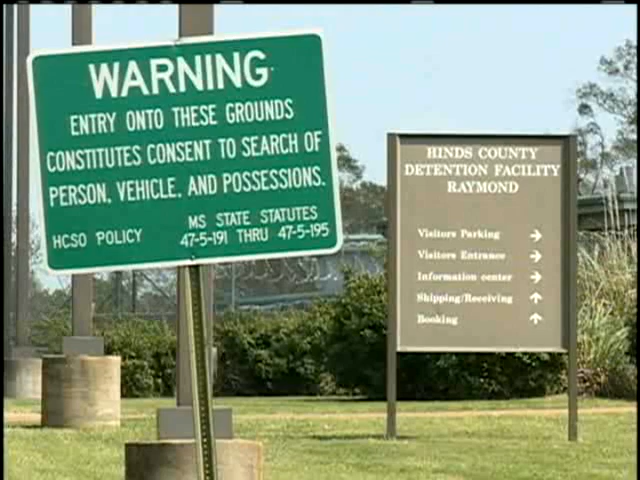 WARNING
ENTRY ONTO THESE GROUNDS
CONSTITUTES CONSENT TO SEARCH OF
PERSON, VEHICLE, AND POSSESSIONS.
HCSO POLICY
MS STATE STATUTES
47-5-191 THRU 47-5-195
HINDS COUNTY
DETENTION FACILITY
RAYMOND
Visitors Parking →
Visitors Entrance →
Information center →
Shipping/Receiving ↑
Booking ↑